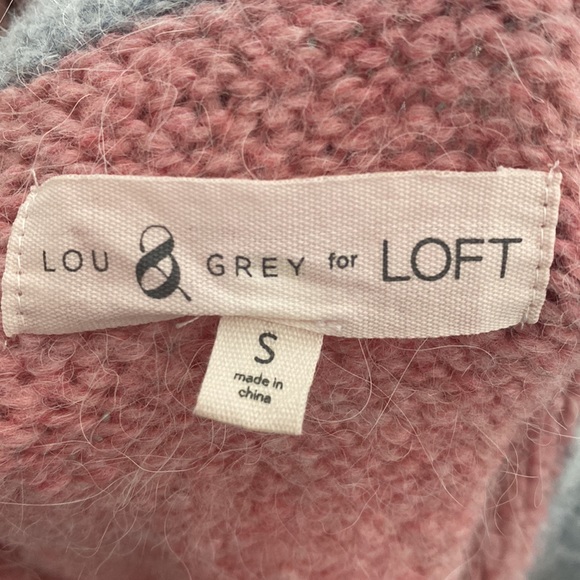 LOU & GREY for LOFT
S
made in
china